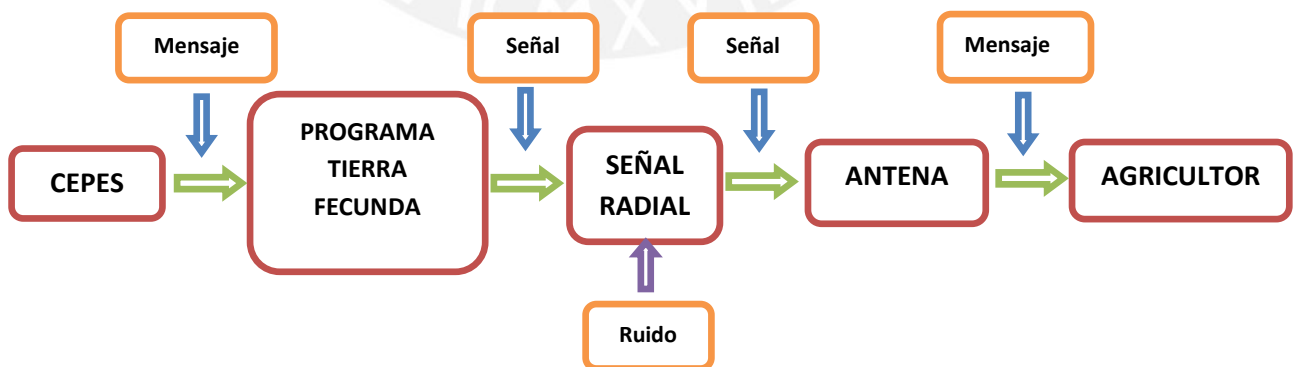 Mensaje
Señal
Señal
Mensaje
CEPES
PROGRAMA
TIERRA
FECUNDA
SEÑAL
RADIAL
ANTENA
AGRICULTOR
Ruido